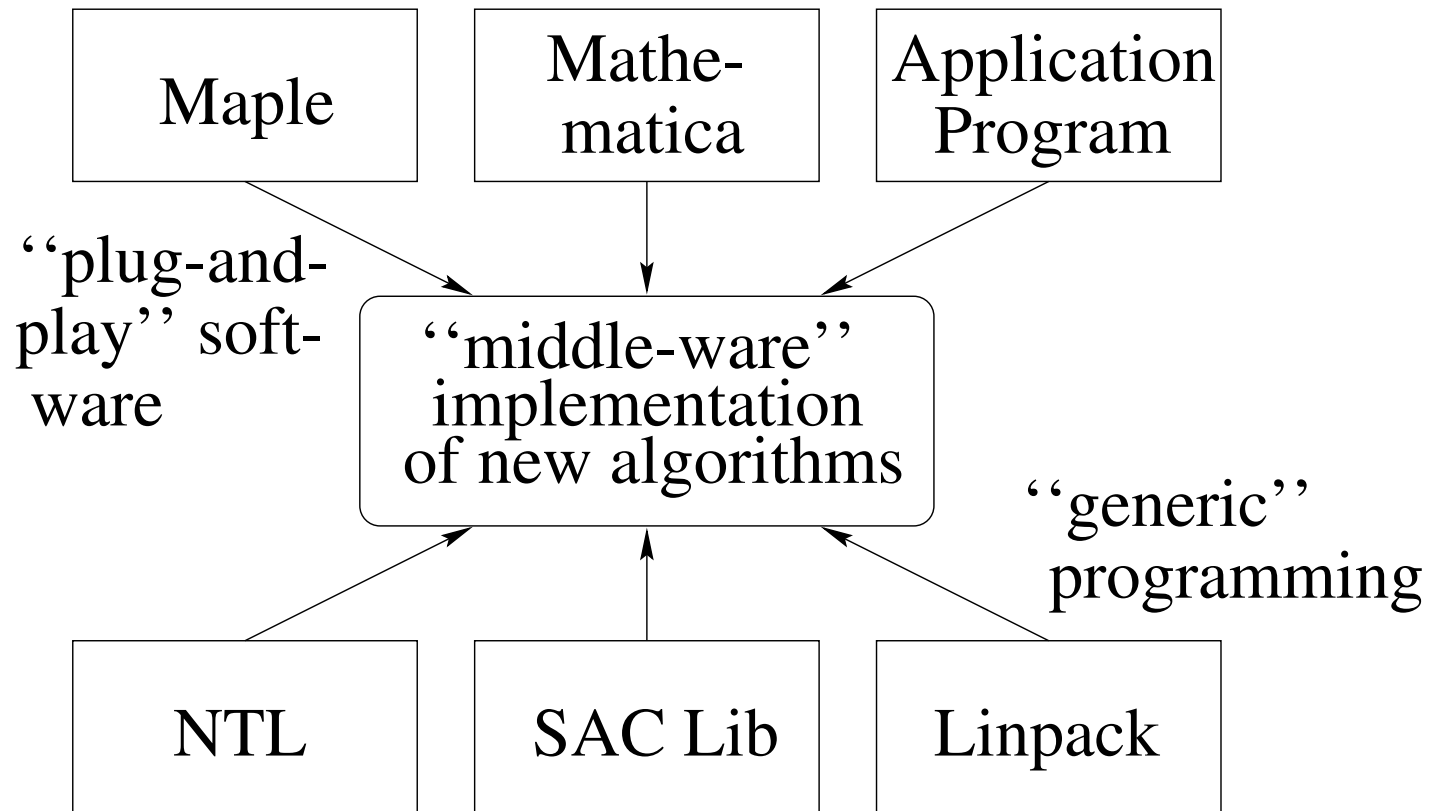 Maple
Mathe-
matica
Application
Program
‘‘plug-and-
play’’ soft-
ware
‘‘middle-ware’’
implementation
of new algorithms
‘‘generic’’
programming
NTL
SAC Lib
Linpack